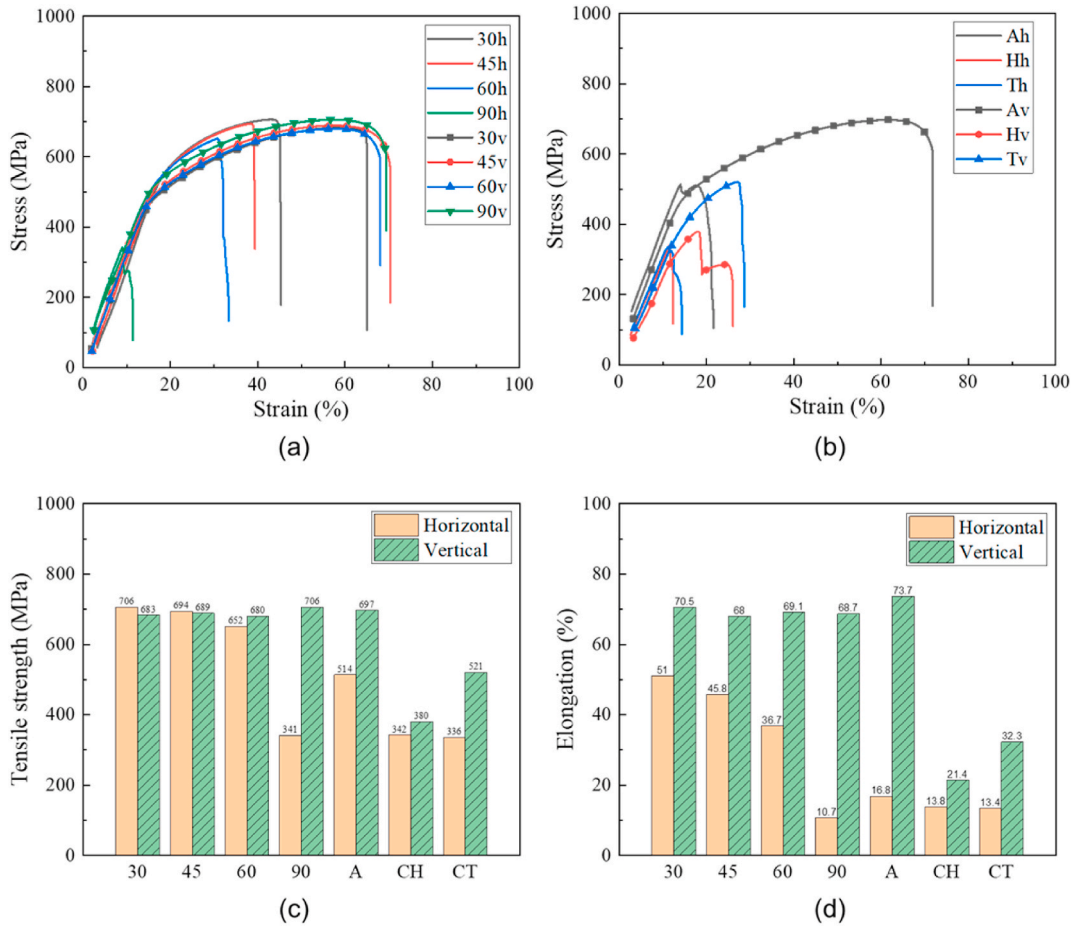 1000
800
600
400
200
0
Stress (MPa)
0 20 40 60 80 100
Strain (%)
30h
45h
60h
90h
30v
45v
60v
90v
(a)
1000
800
600
400
200
0
Stress (MPa)
0 20 40 60 80 100
Strain (%)
Ah
Hh
Th
Av
Hv
Tv
(b)
1000
800
600
400
200
0
Tensile strength (MPa)
Horizontal
Vertical
706 683 694 689 652 680 341 706 514 697 342 380 336 521
30 45 60 90 A CH CT
(c)
100
80
60
40
20
0
Elongation (%)
Horizontal
Vertical
51 70.5 45.8 68 36.7 69.1 10.7 68.7 16.8 73.7 13.8 21.4 13.4 32.3
30 45 60 90 A CH CT
(d)